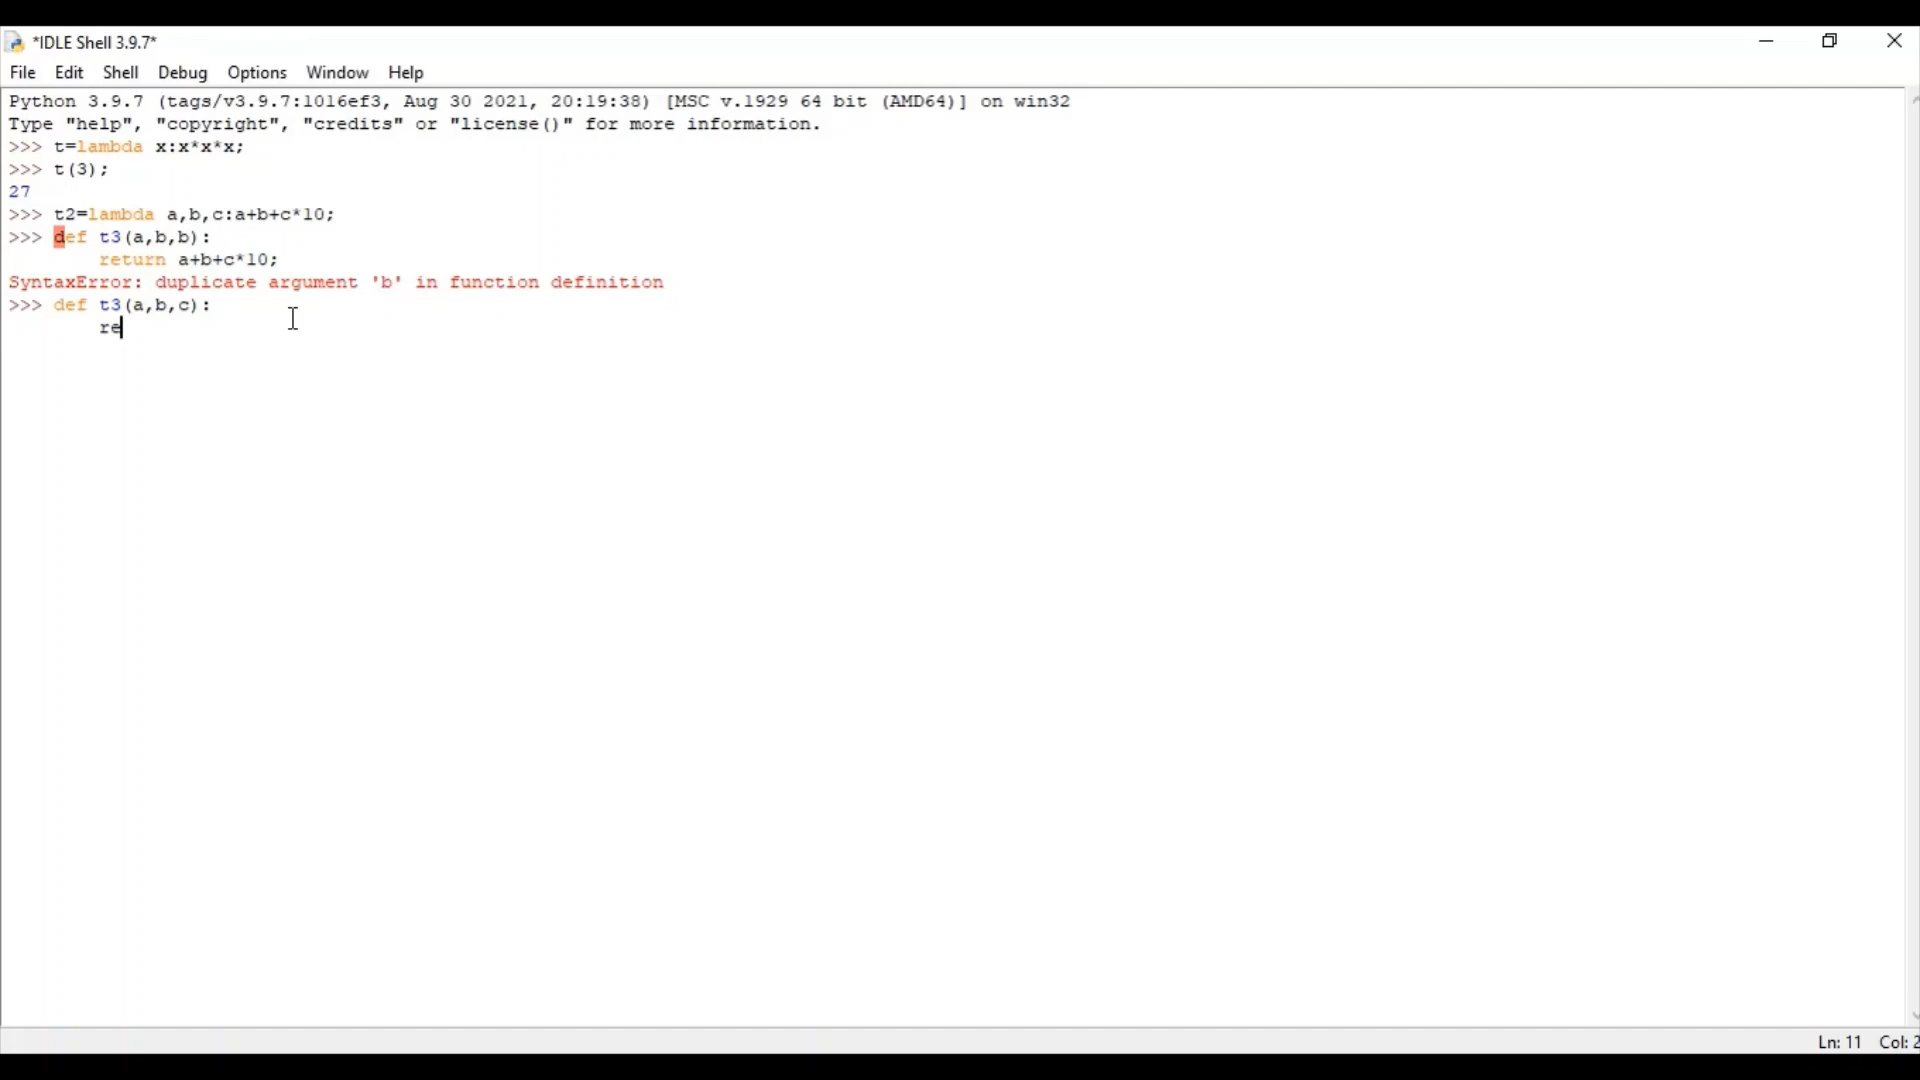 *IDLE Shell 3.9.7*
File Edit Shell Debug Options Window Help
Python 3.9.7 (tags/v3.9.7:1016ef3, Aug 30 2021, 20:19:38) [MSC v.1929 64 bit (AMD64)] on win32
Type "help", "copyright", "credits" or "license()" for more information.
>>> t=lambda x:x*x*x;
>>> t(3);
27
>>> t2=lambda a,b,c:a+b+c*10;
>>> def t3(a,b,b):
        return a+b+c*10;
SyntaxError: duplicate argument 'b' in function definition
>>> def t3(a,b,c):
        re
Ln: 11 Col: 2